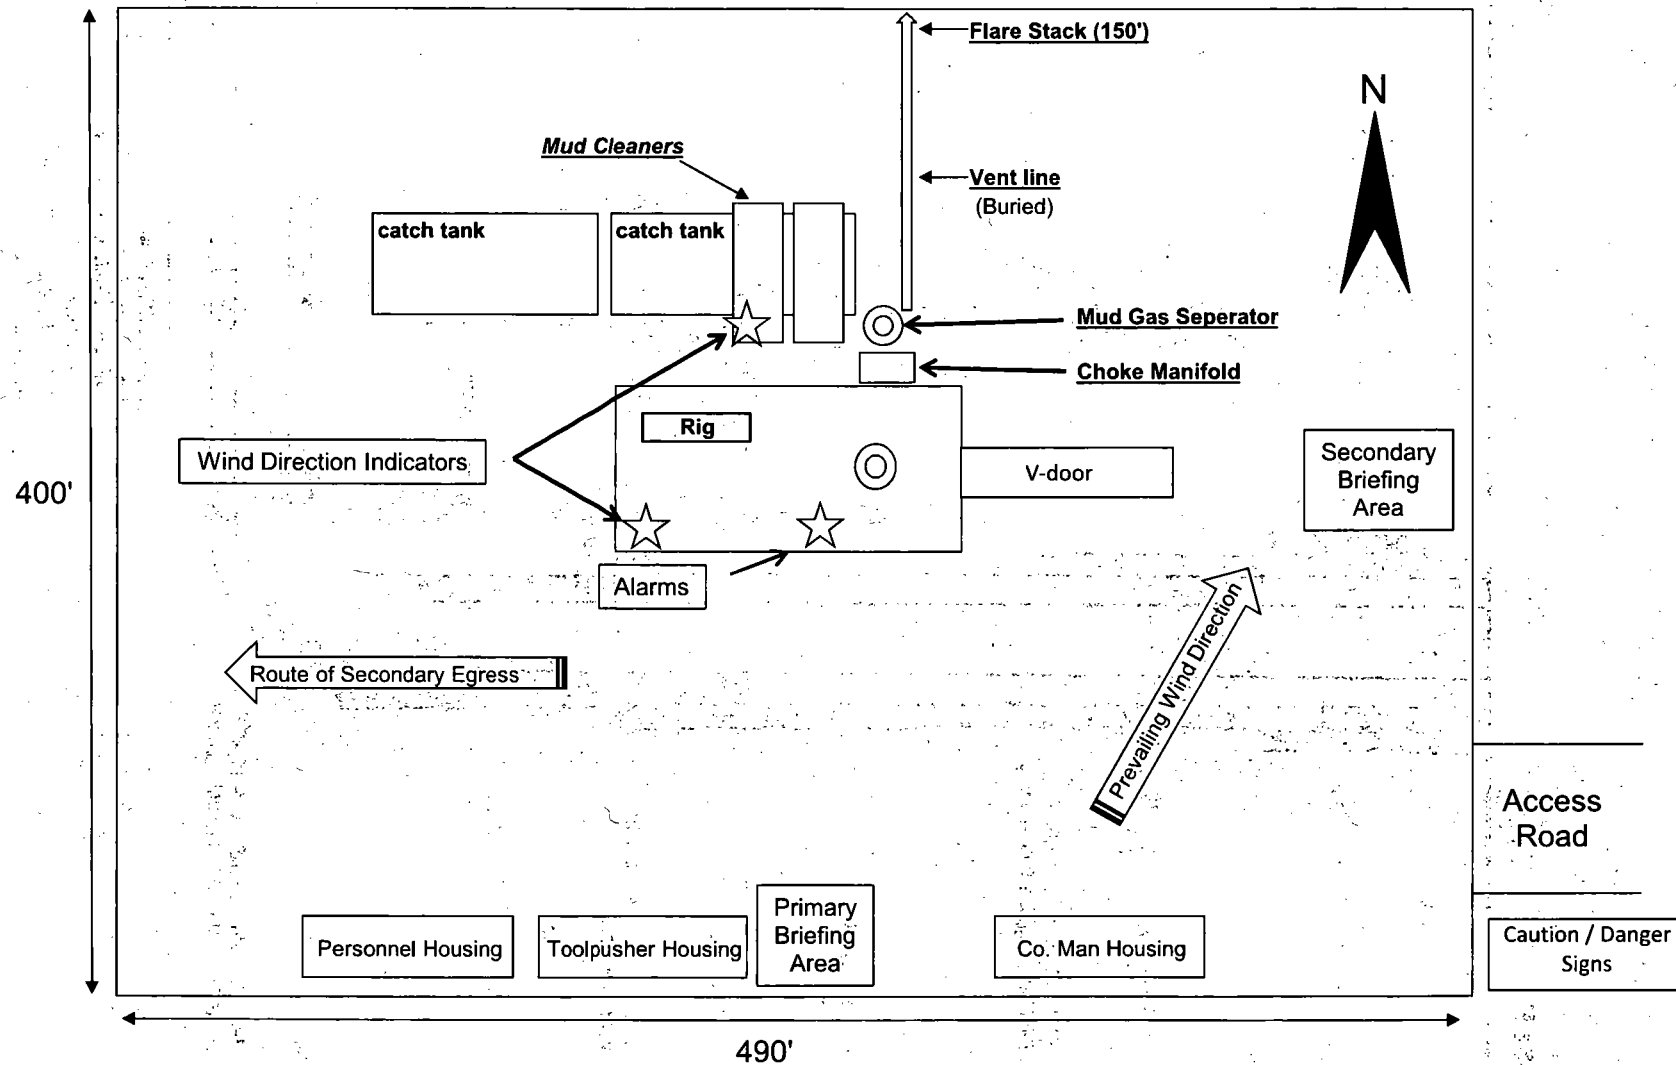 Flare Stack (150')
N
Mud Cleaners
Vent line
(Buried)
catch tank
catch tank
Mud Gas Seperator
Choke Manifold
Rig
Wind Direction Indicators
V-door
Secondary
Briefing
Area
400'
Alarms
Prevailing Wind Direction
Route of Secondary Egress
Access
Road
Primary
Briefing
Area
Personnel Housing
Toolpusher Housing
Co. Man Housing
Caution / Danger
Signs
490'